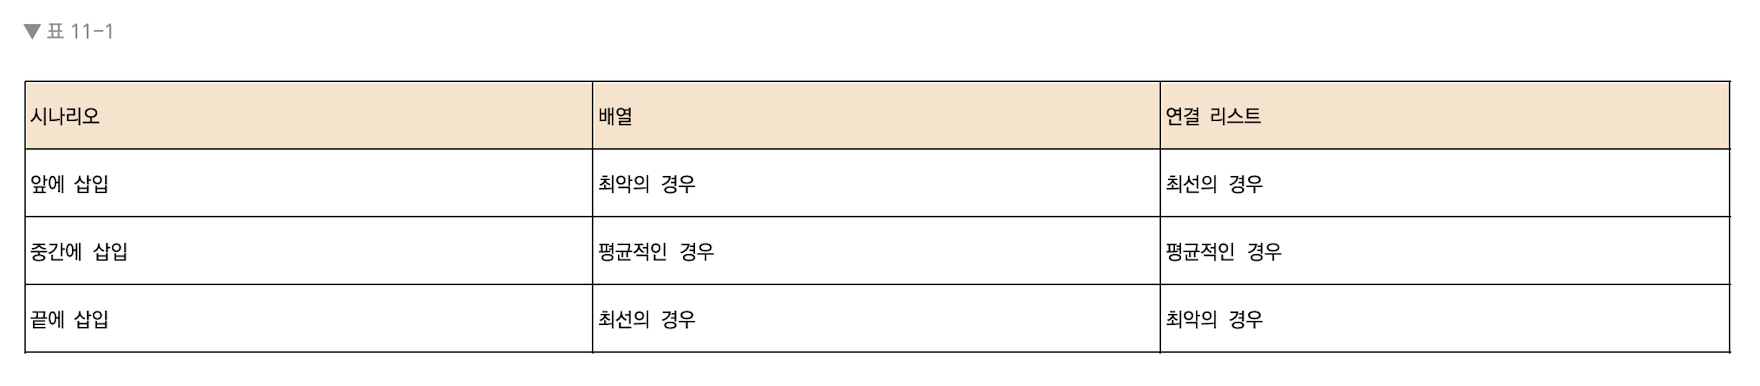 ▼ 표 11-1
시나리오 배열 연결 리스트
앞에 삽입 최악의 경우 최선의 경우
중간에 삽입 평균적인 경우 평균적인 경우
끝에 삽입 최선의 경우 최악의 경우